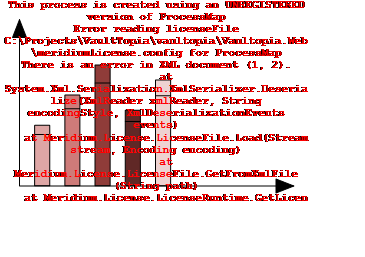 This process is created using an UNREGISTERED
version of ProcessMap
Error reading licenseFile
C:\Projects\VaultTopia\vaultopia\Vaultopia.Web
\meridiumLicense.config for ProcessMap
There is an error in XML document (1, 2).
at
System.Xml.Serialization.XmlSerializer.Deseria
lize(XmlReader xmlReader, String
encodingStyle, XmlDeserializationEvents
events)
at Meridium.License.LicenseFile.Load(Stream
stream, Encoding encoding)
at
Meridium.License.LicenseFile.GetFromXmlFile
(String path)
at Meridium.License.LicenseRuntime.GetLicen